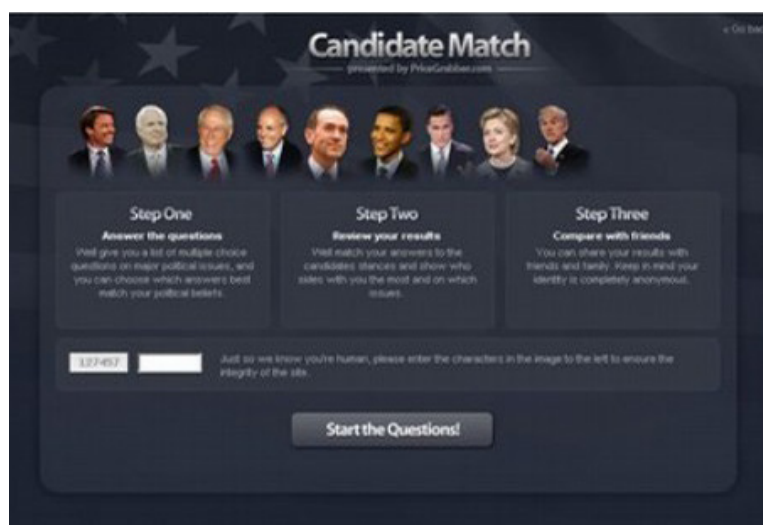 « Go bac
Candidate Match
presented by PriceGrabber.com
Step One
Answer the questions
Well give you a list of multiple choice
questions on major political issues, and
you can choose which answers best
match your political beliefs.
Step Two
Review your results
Well match your answers to the
candidates stances and show who
sides with you the most and on which
issues.
Step Three
Compare with friends
You can share your results with
friends and family. Keep in mind your
identity is completely anonymous.
127457
Just so we know you're human, please enter the characters in the image to the left to ensure the
integrity of the site.
Start the Questions!